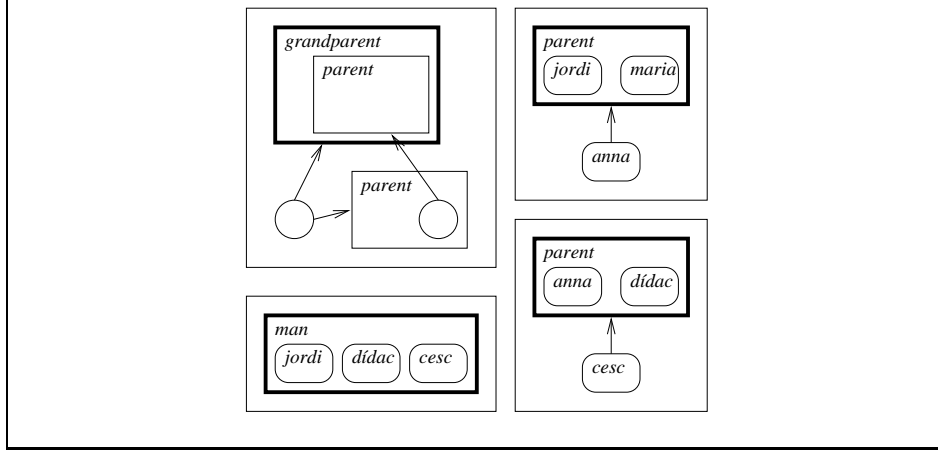 grandparent
parent
parent
man
jordi dídac cesc
parent
jordi maria
anna
parent
anna dídac
cesc